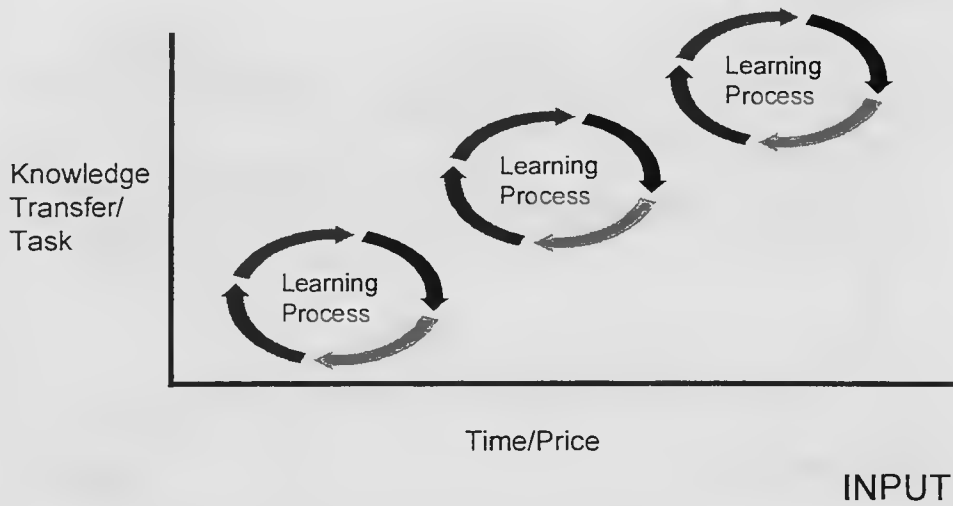 Learning
Process
Learning
Process
Knowledge
Transfer/
Task
Learning
Process
Time/Price
INPUT